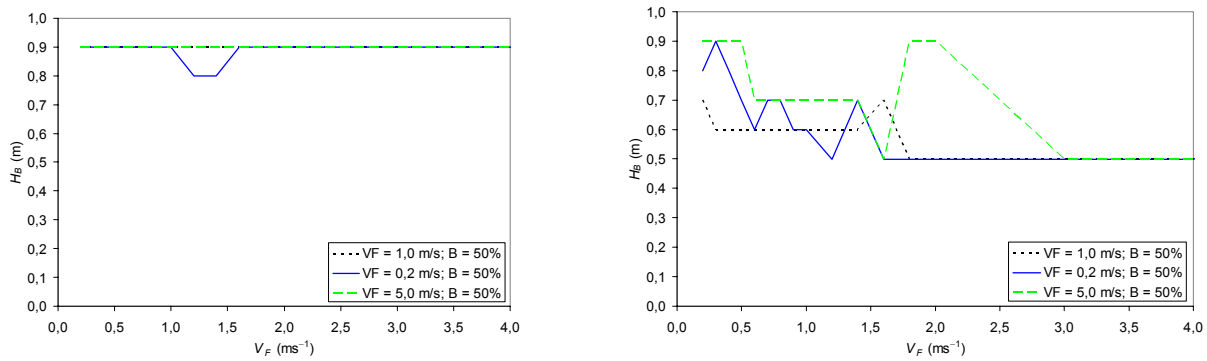 1,0
0,9
0,8
0,7
0,6
0,5
0,4
0,3
0,2
0,1
0,0
H_B (m)
VF = 1,0 m/s; B = 50%
VF = 0,2 m/s; B = 50%
VF = 5,0 m/s; B = 50%
0,0 0,5 1,0 1,5 2,0 2,5 3,0 3,5 4,0
V_F (ms⁻¹)
1,0
0,9
0,8
0,7
0,6
0,5
0,4
0,3
0,2
0,1
0,0
H_B (m)
VF = 1,0 m/s; B = 50%
VF = 0,2 m/s; B = 50%
VF = 5,0 m/s; B = 50%
0,0 0,5 1,0 1,5 2,0 2,5 3,0 3,5 4,0
V_F (ms⁻¹)